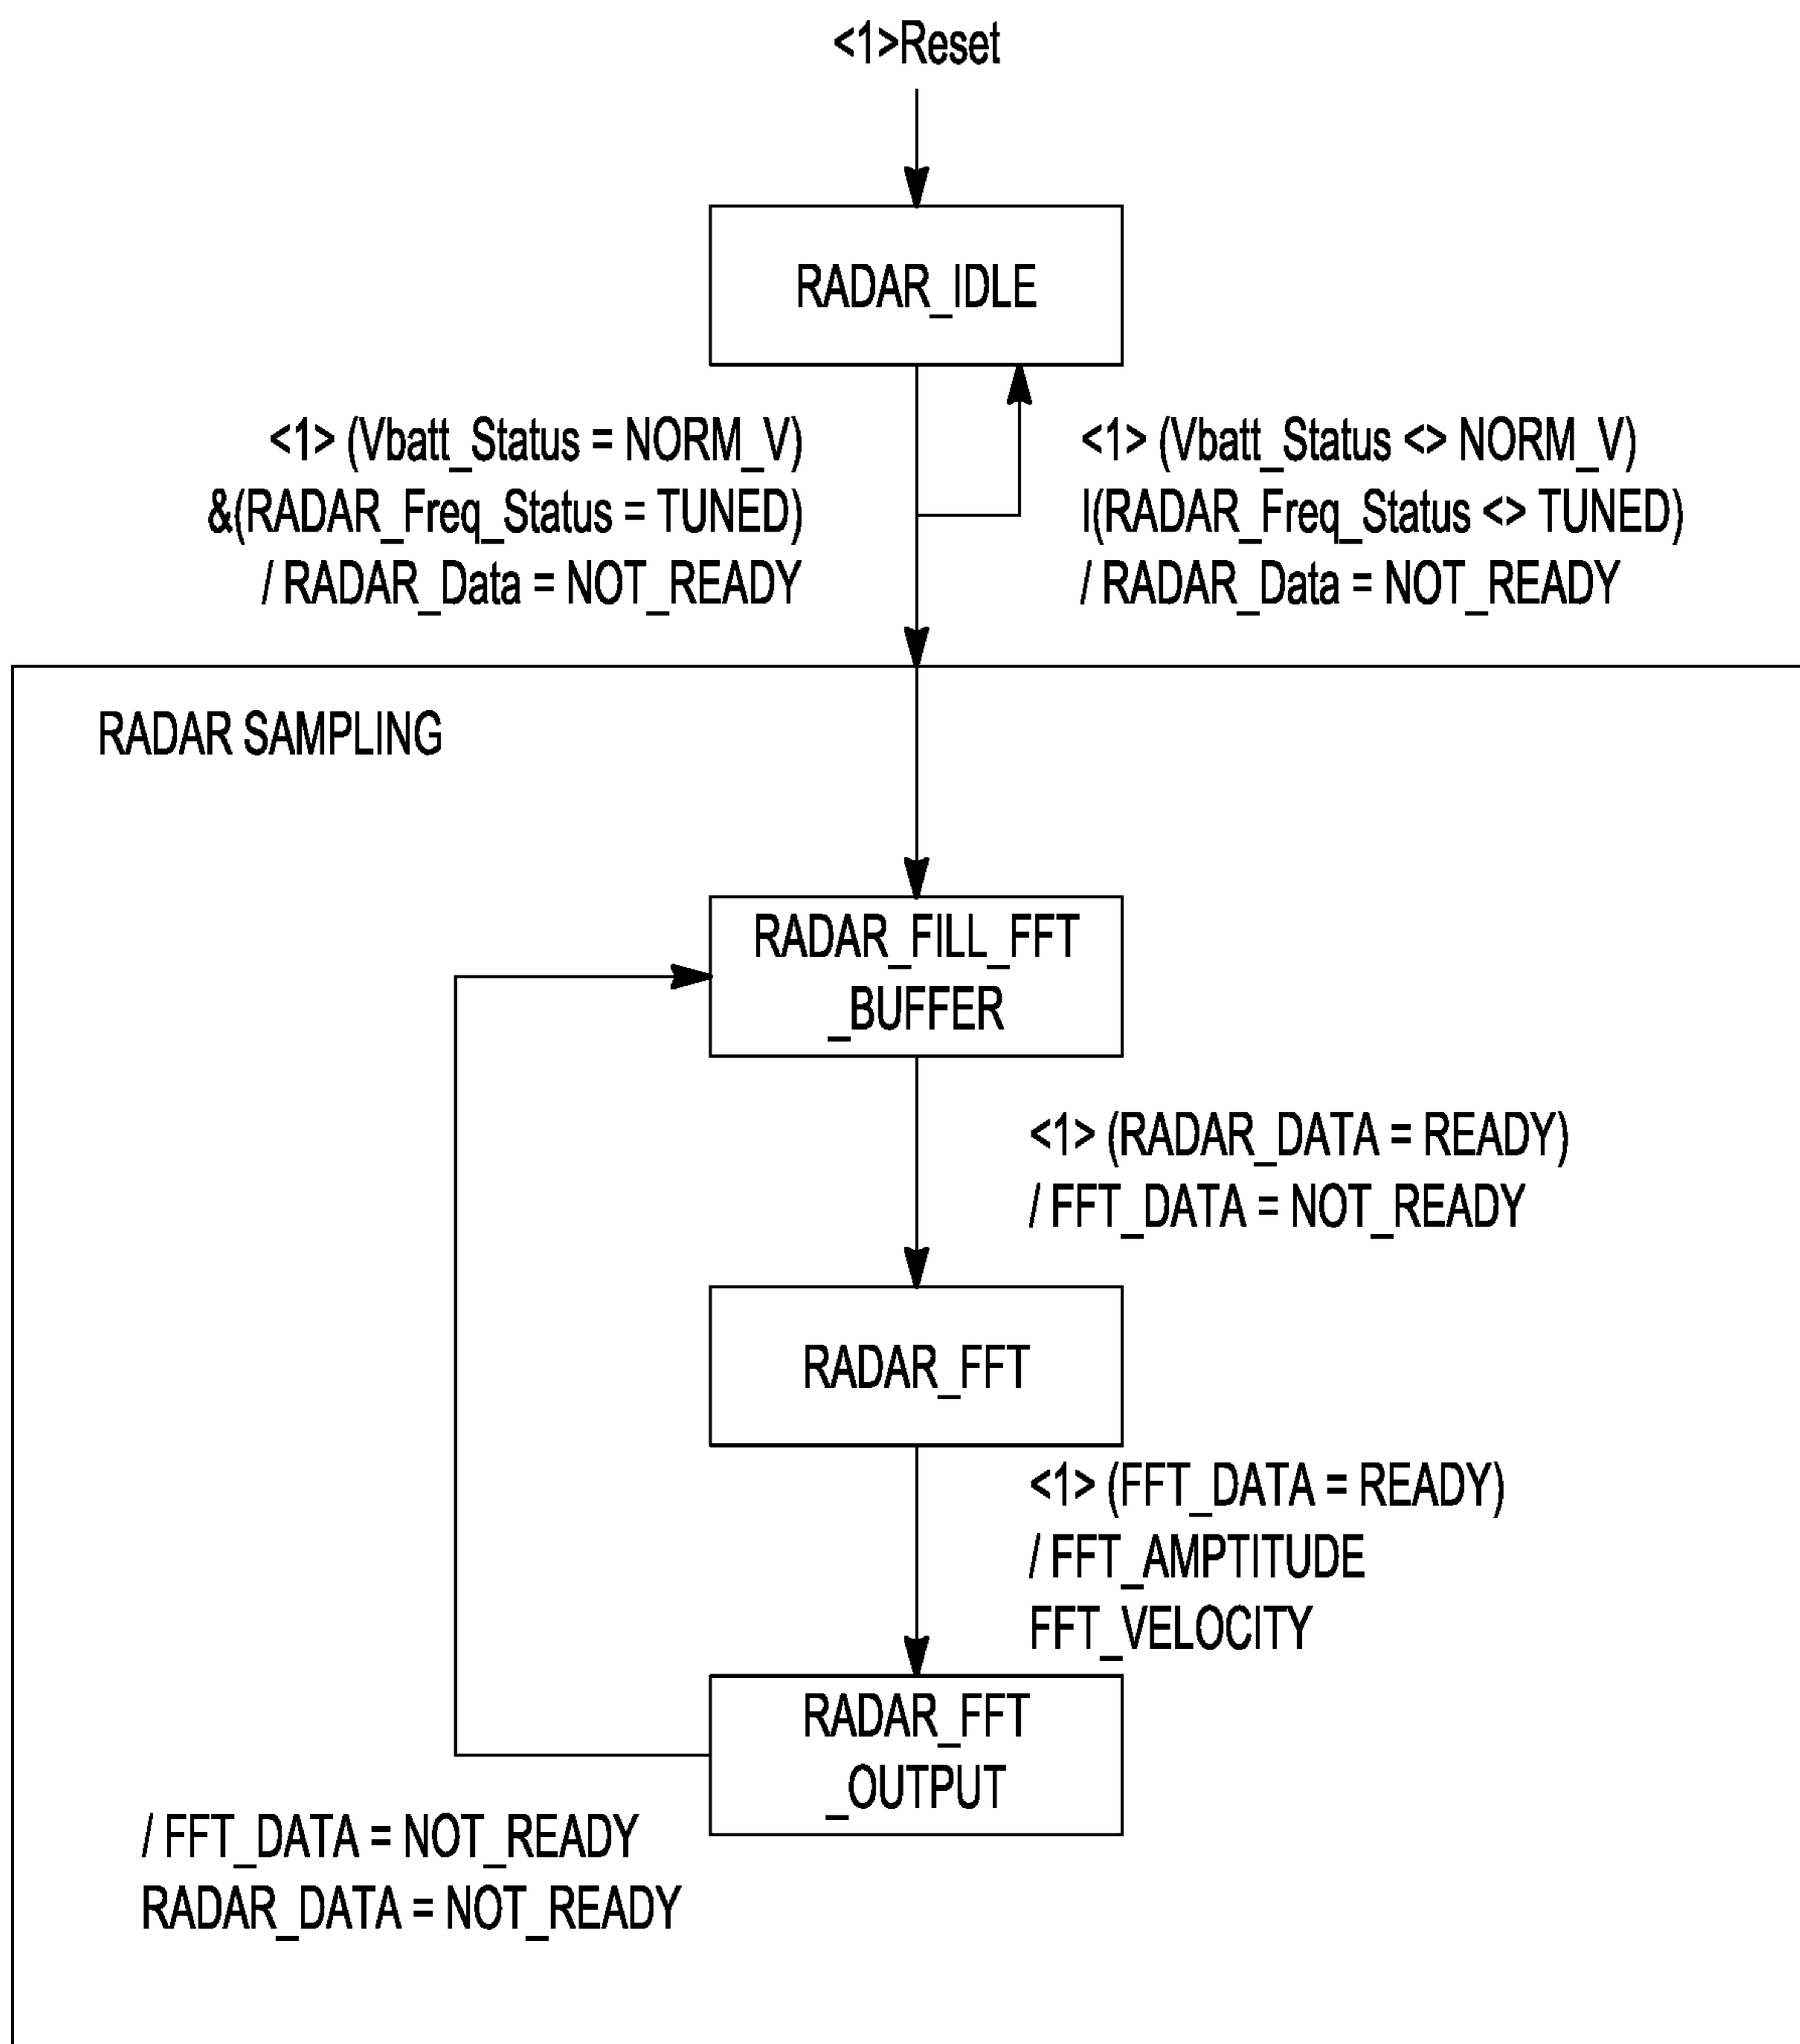 <1>Reset
RADAR_IDLE
<1> (Vbatt_Status = NORM_V)
&(RADAR_Freq_Status = TUNED)
/ RADAR_Data = NOT_READY
<1> (Vbatt_Status <> NORM_V)
|(RADAR_Freq_Status <> TUNED)
/ RADAR_Data = NOT_READY
RADAR SAMPLING
RADAR_FILL_FFT
_BUFFER
<1> (RADAR_DATA = READY)
/ FFT_DATA = NOT_READY
RADAR_FFT
<1> (FFT_DATA = READY)
/ FFT_AMPTITUDE
FFT_VELOCITY
RADAR_FFT
_OUTPUT
/ FFT_DATA = NOT_READY
RADAR_DATA = NOT_READY